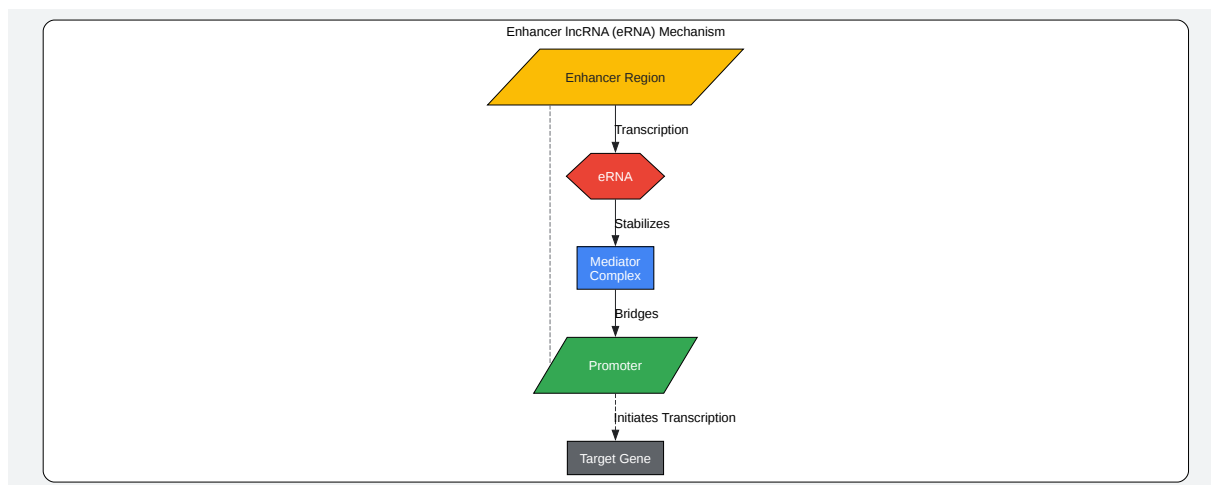 Enhancer lncRNA (eRNA) Mechanism
Enhancer Region
Transcription
eRNA
Stabilizes
Mediator
Complex
Bridges
Promoter
Initiates Transcription
Target Gene